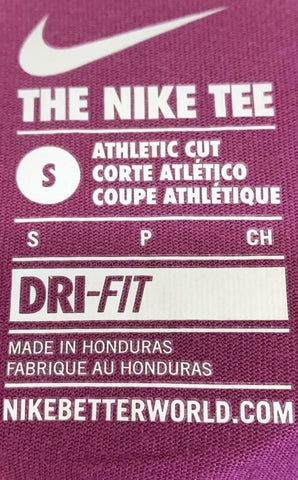 THE NIKE TEE
S
ATHLETIC CUT
CORTE ATLÉTICO
COUPE ATHLÉTIQUE
S P CH
DRI-FIT
MADE IN HONDURAS
FABRIQUE AU HONDURAS
NIKEBETTERWORLD.COM